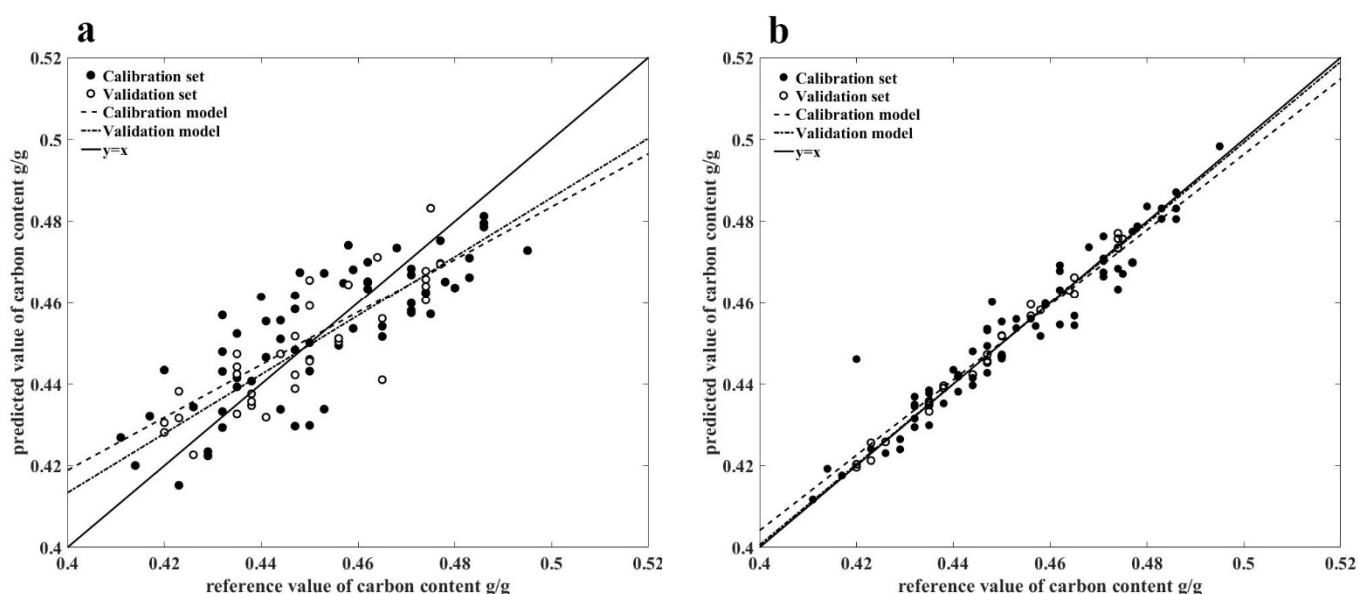 a
0.52
0.5
0.48
0.46
0.44
0.42
0.4
predicted value of carbon content g/g
Calibration set
Validation set
Calibration model
Validation model
y=x
0.4 0.42 0.44 0.46 0.48 0.5 0.52
reference value of carbon content g/g
b
0.52
0.5
0.48
0.46
0.44
0.42
0.4
predicted value of carbon content g/g
Calibration set
Validation set
Calibration model
Validation model
y=x
0.4 0.42 0.44 0.46 0.48 0.5 0.52
reference value of carbon content g/g